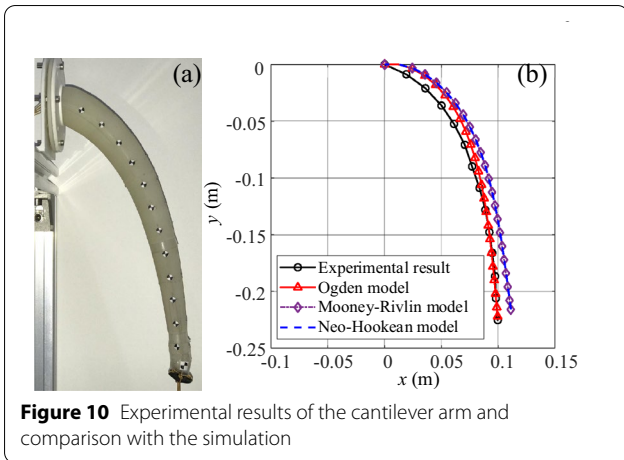 (a)
(b)
0
-0.05
-0.1
-0.15
-0.2
-0.25
y (m)
Experimental result
Ogden model
Mooney-Rivlin model
Neo-Hookean model
-0.1 -0.05 0 0.05 0.1 0.15
x (m)
Figure 10 Experimental results of the cantilever arm and
comparison with the simulation